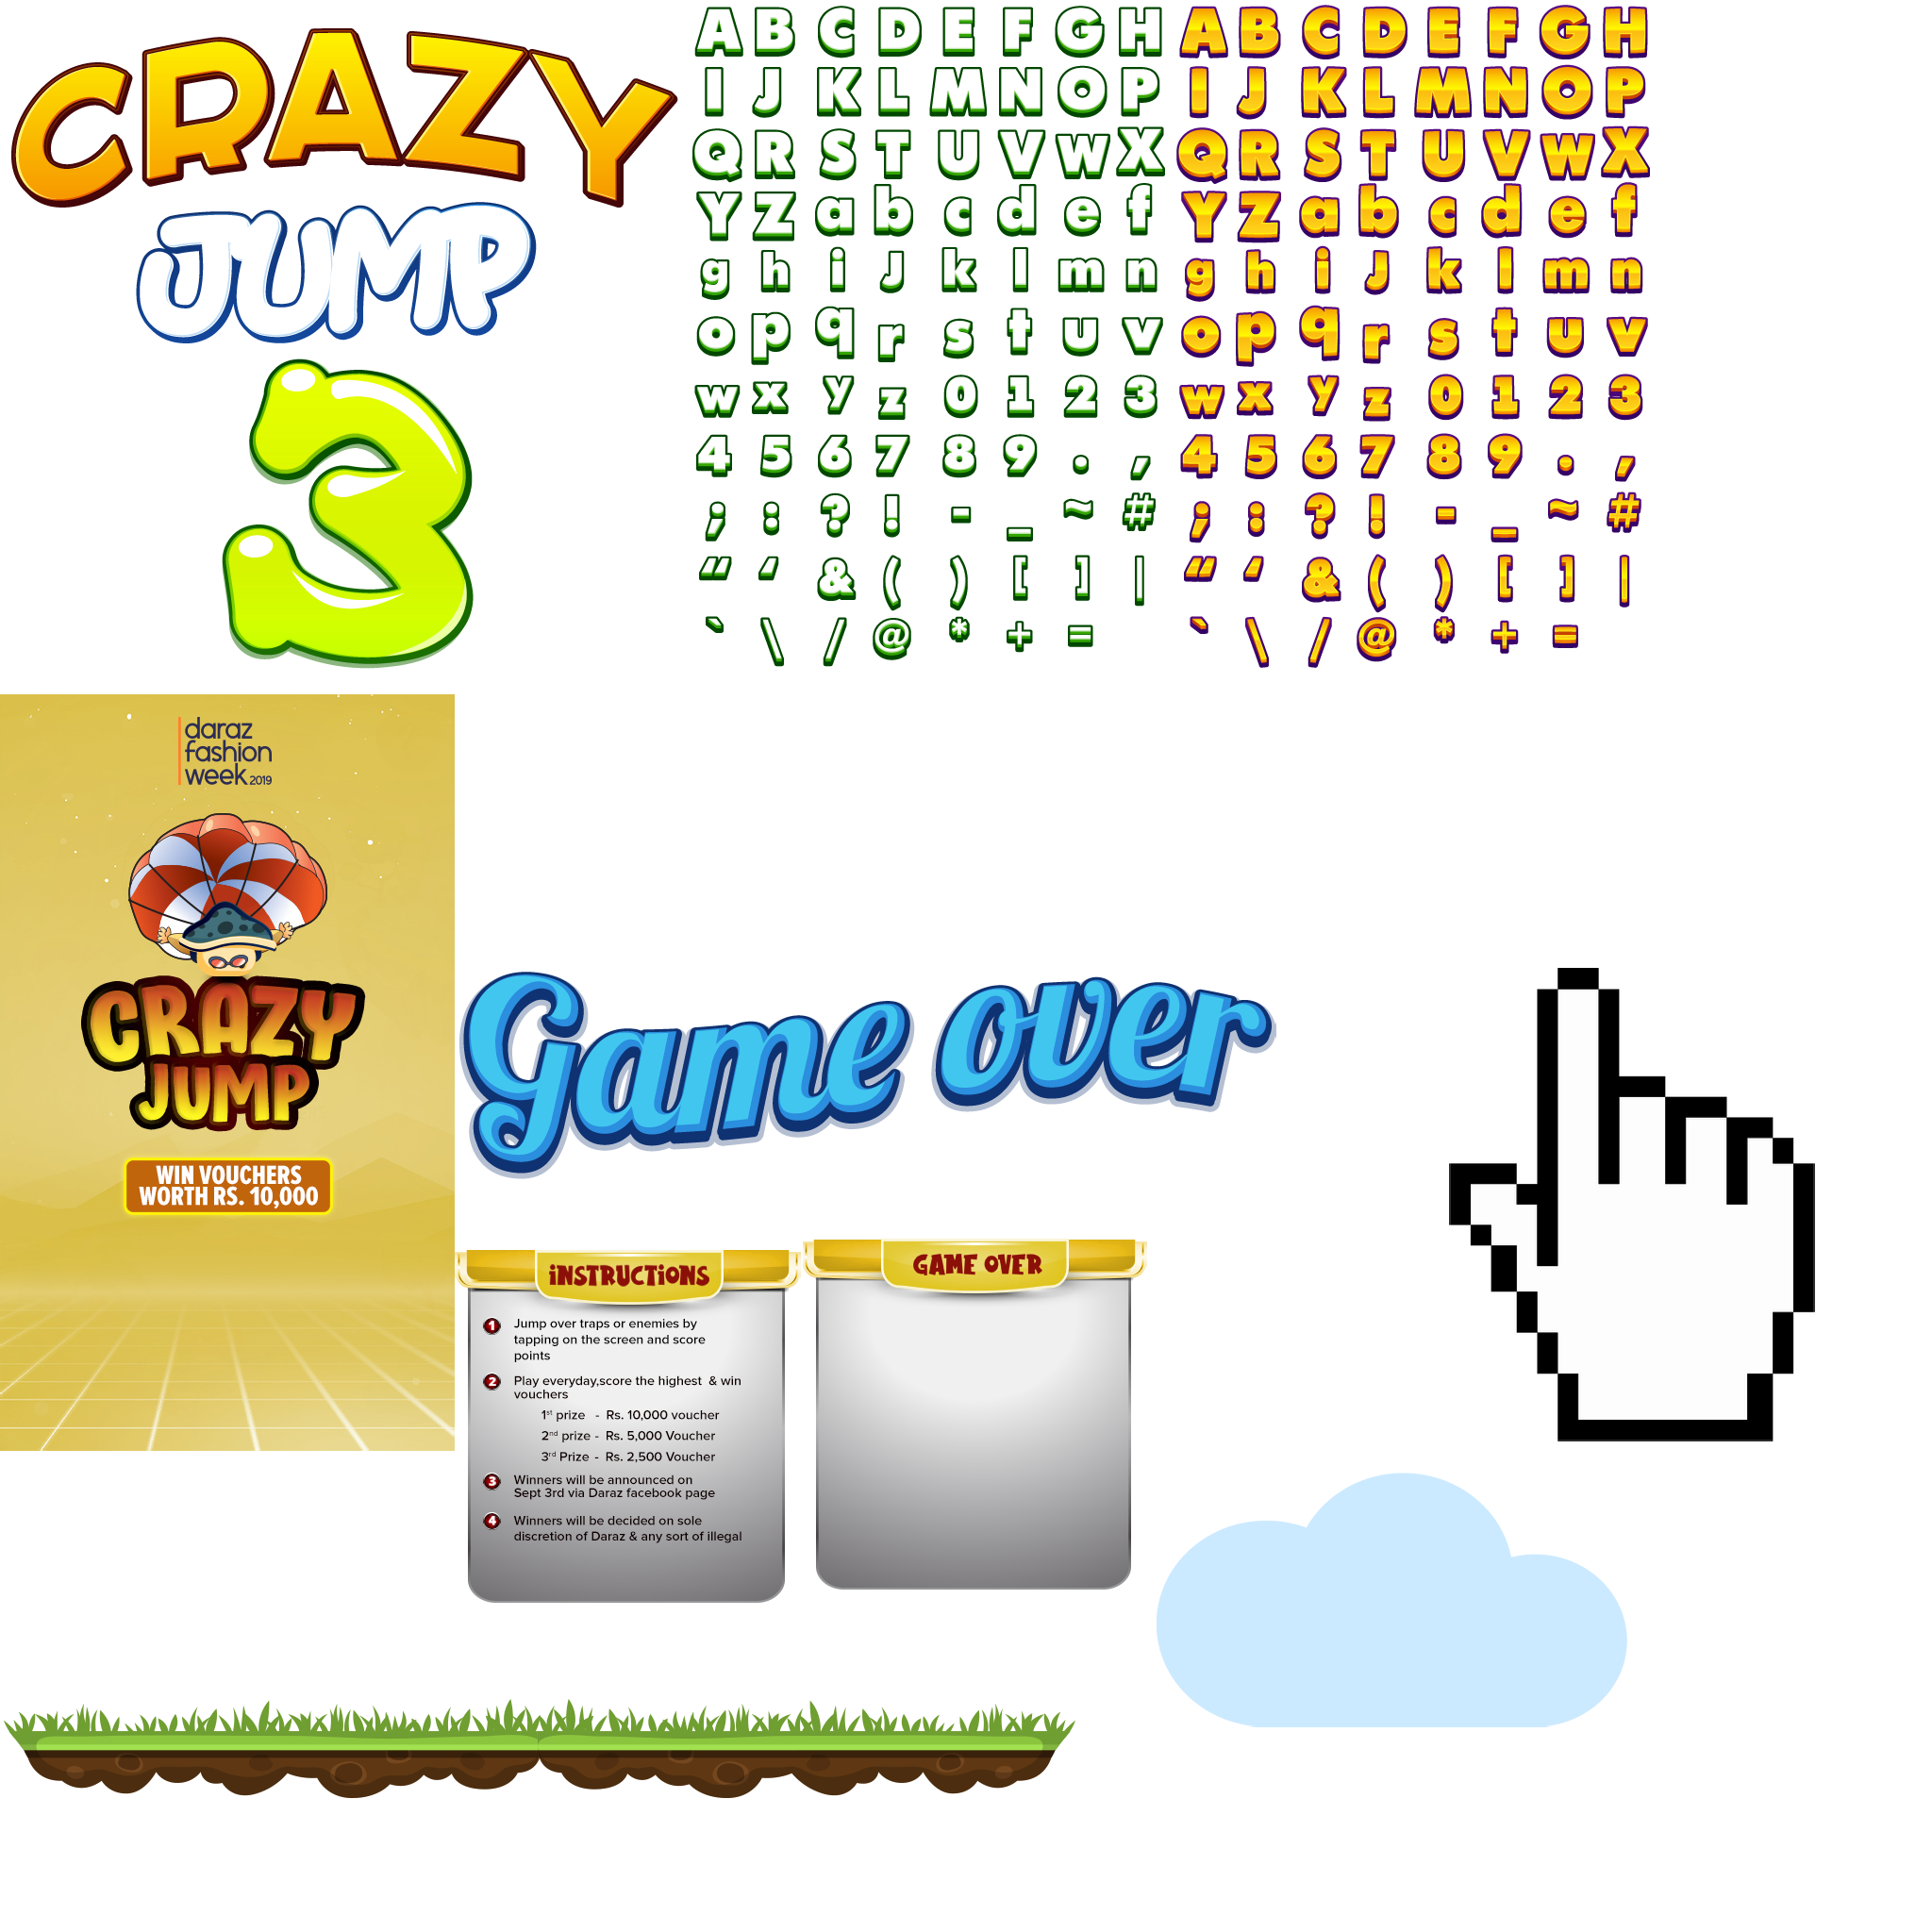 CRAZY
JUMP
3
A B C D E F G H
I J K L M N O P
Q R S T U V W X
Y Z a b c d e f
g h i J k l m n
o p q r s t u v
w x y z 0 1 2 3
4 5 6 7 8 9 . ,
; : ? ! - _ ~ #
“ ‘ & ( ) [ ] |
` \ / @ * + =
A B C D E F G H
I J K L M N O P
Q R S T U V W X
Y Z a b c d e f
g h i J k l m n
o p q r s t u v
w x y z 0 1 2 3
4 5 6 7 8 9 . ,
; : ? ! - _ ~ #
“ ‘ & ( ) [ ] |
` \ / @ * + =
daraz
fashion
week 2019
CRAZY
JUMP
WIN VOUCHERS
WORTH RS. 10,000
Game over
iNSTRUCTiONS
1 Jump over traps or enemies by
tapping on the screen and score
points
2 Play everyday,score the highest & win
vouchers
1st prize - Rs. 10,000 voucher
2nd prize - Rs. 5,000 Voucher
3rd Prize - Rs. 2,500 Voucher
3 Winners will be announced on
Sept 3rd via Daraz facebook page
4 Winners will be decided on sole
discretion of Daraz & any sort of illegal
GAME OVER